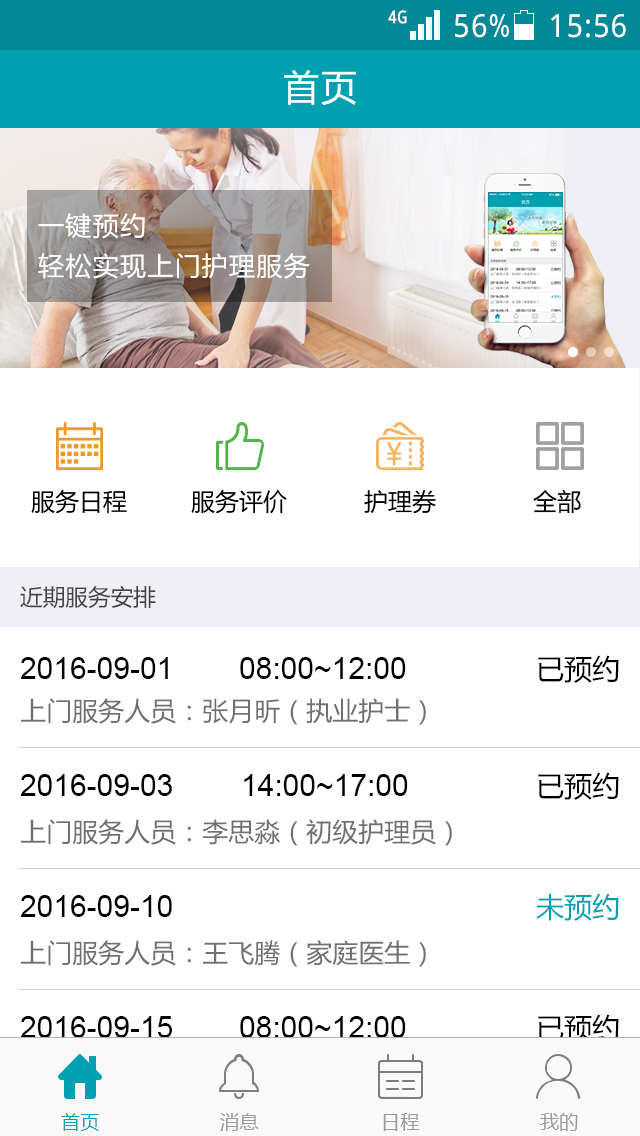 4G 56% 15:56
首页
一键预约
轻松实现上门护理服务
服务日程 服务评价 护理券 全部
近期服务安排
2016-09-01 08:00~12:00 已预约
上门服务人员：张月昕（执业护士）
2016-09-03 14:00~17:00 已预约
上门服务人员：李思淼（初级护理员）
2016-09-10 未预约
上门服务人员：王飞腾（家庭医生）
2016-09-15 08:00~12:00 已预约
首页 消息 日程 我的